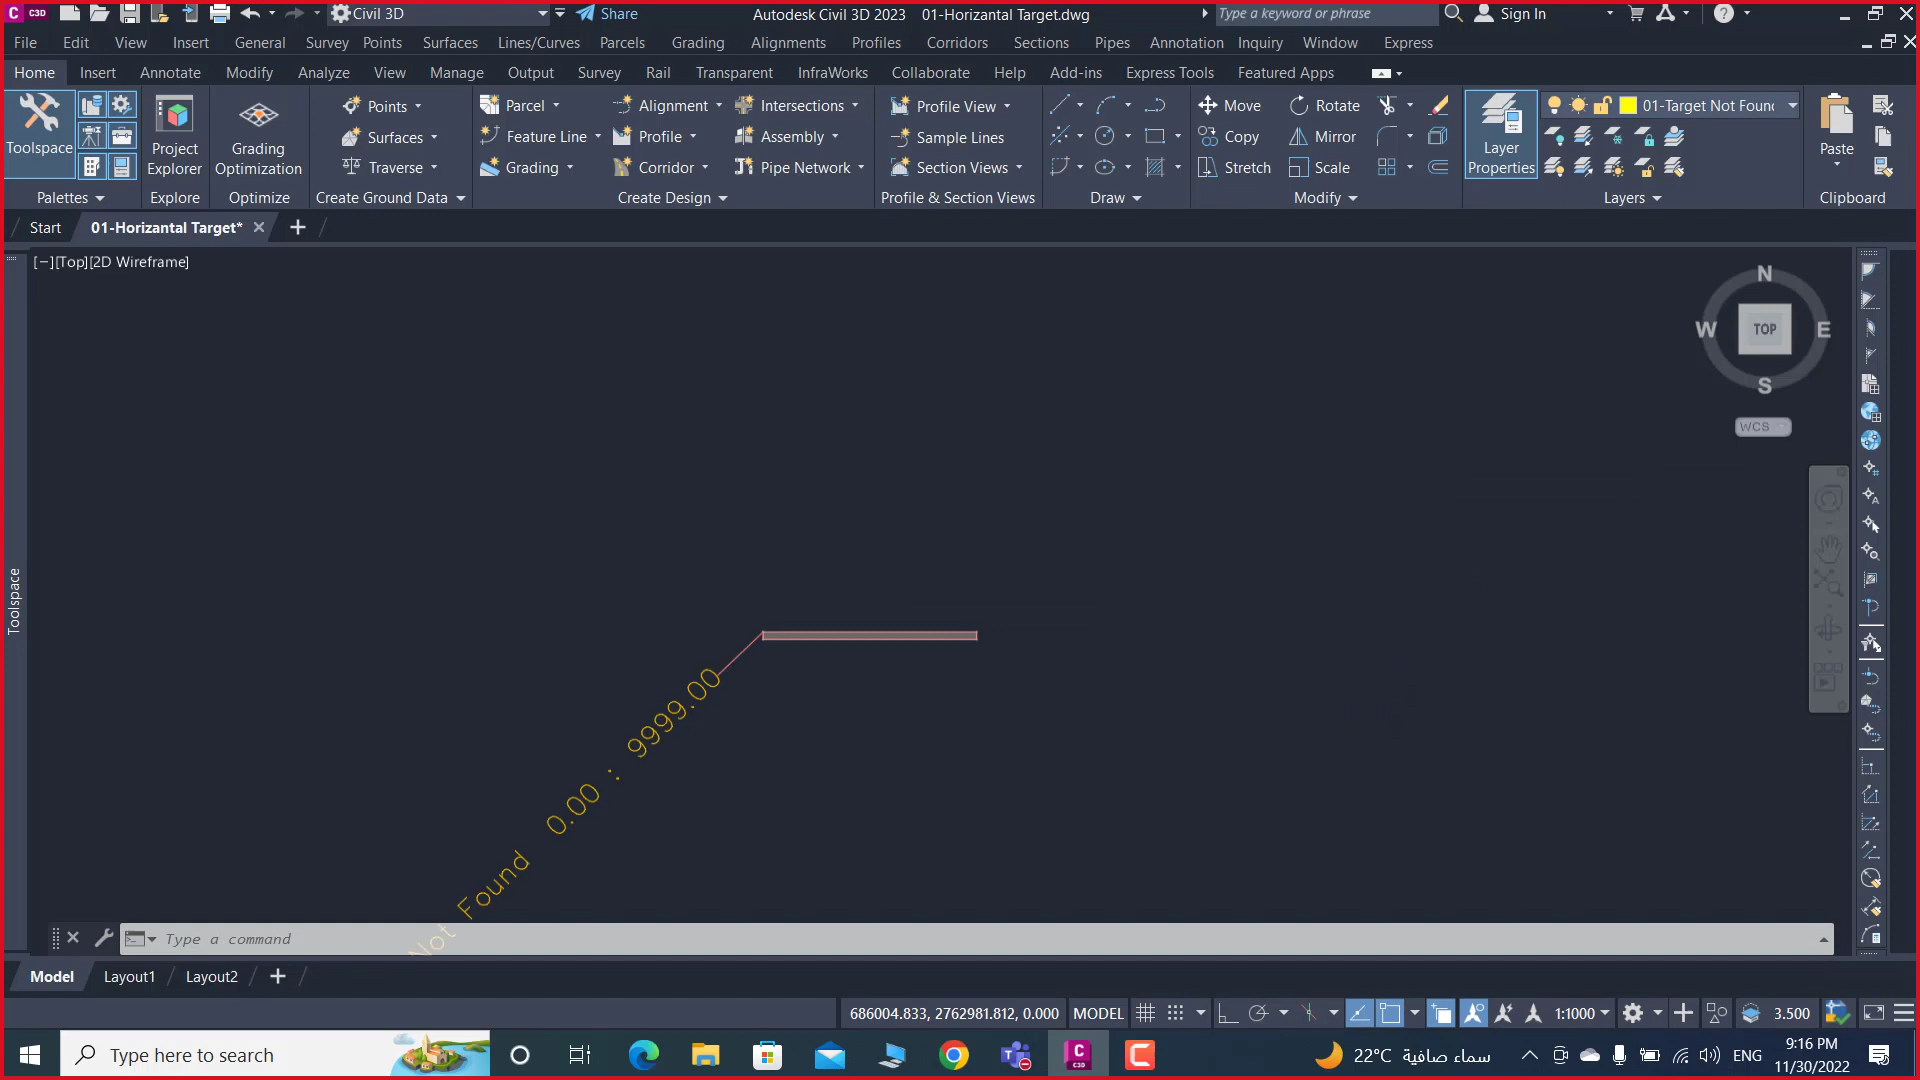 C3D Civil 3D Share Autodesk Civil 3D 2023 01-Horizantal Target.dwg Type a keyword or phrase Sign In
File Edit View Insert General Survey Points Surfaces Lines/Curves Parcels Grading Alignments Profiles Corridors Sections Pipes Annotation Inquiry Window Express
Home Insert Annotate Modify Analyze View Manage Output Survey Rail Transparent InfraWorks Collaborate Help Add-ins Express Tools Featured Apps
Points Parcel Alignment Intersections Profile View Move Rotate 01-Target Not Found
Toolspace Project Explorer Grading Optimization Surfaces Feature Line Profile Assembly Sample Lines Copy Mirror Layer Properties Paste
Traverse Grading Corridor Pipe Network Section Views Stretch Scale
Palettes Explore Optimize Create Ground Data Create Design Profile & Section Views Draw Modify Layers Clipboard
Start 01-Horizantal Target*
[−][Top][2D Wireframe]
N
W TOP E
S
WCS
Toolspace
Not Found 0.00 : 9999.00
Type a command
Model Layout1 Layout2
686004.833, 2762981.812, 0.000 MODEL 1:1000 3.500
Type here to search C3D 22°C سماء صافية ENG 9:16 PM
11/30/2022